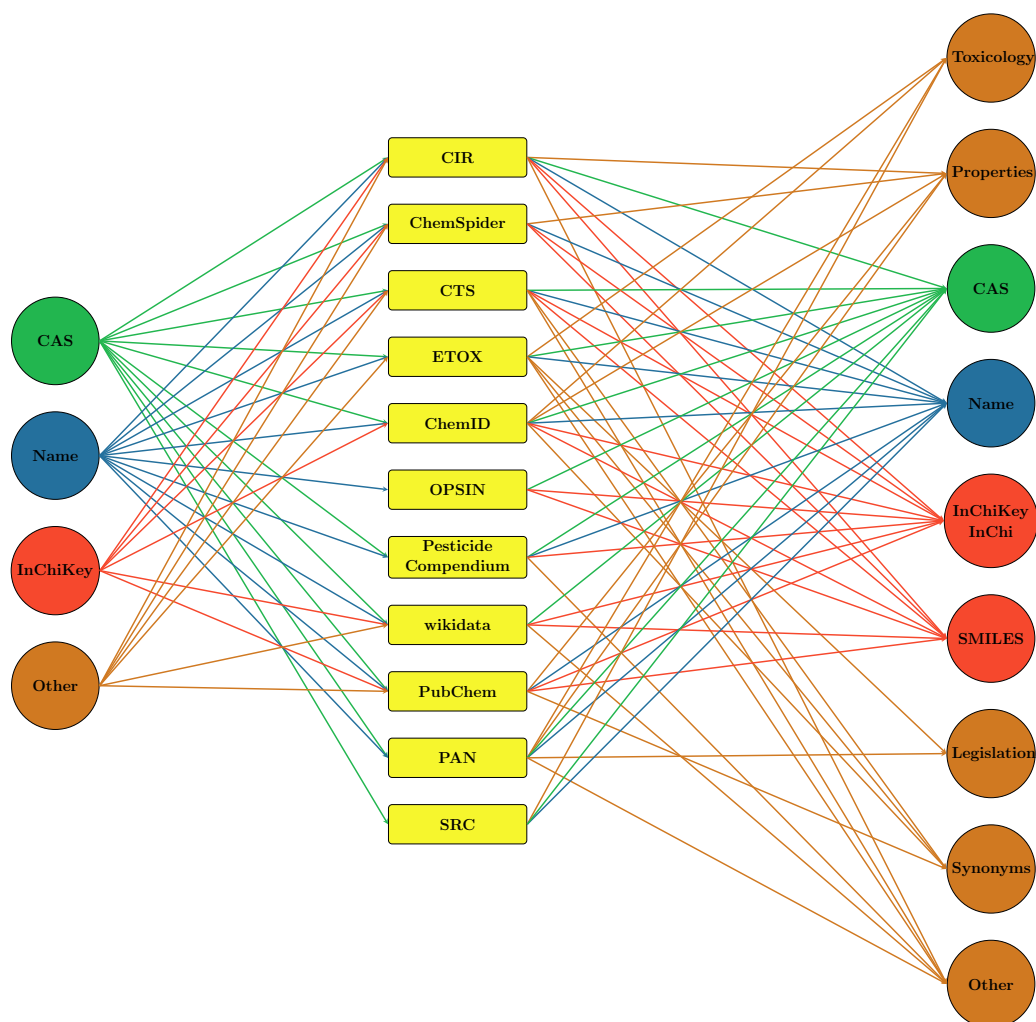 CAS
Name
InChiKey
Other
CIR
ChemSpider
CTS
ETOX
ChemID
OPSIN
Pesticide
Compendium
wikidata
PubChem
PAN
SRC
Toxicology
Properties
CAS
Name
InChiKey
InChi
SMILES
Legislation
Synonyms
Other